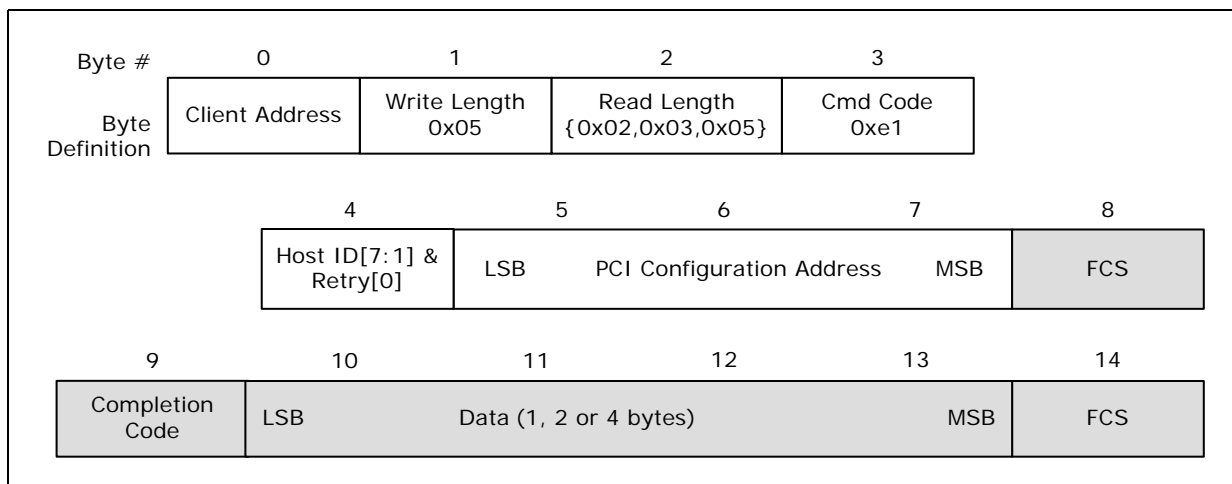 Byte # 0 1 2 3
Byte
Definition
Client Address
Write Length
0x05
Read Length
{0x02,0x03,0x05}
Cmd Code
0xe1
4 5 6 7 8
Host ID[7:1] &
Retry[0]
LSB PCI Configuration Address MSB
FCS
9 10 11 12 13 14
Completion
Code
LSB Data (1, 2 or 4 bytes) MSB
FCS